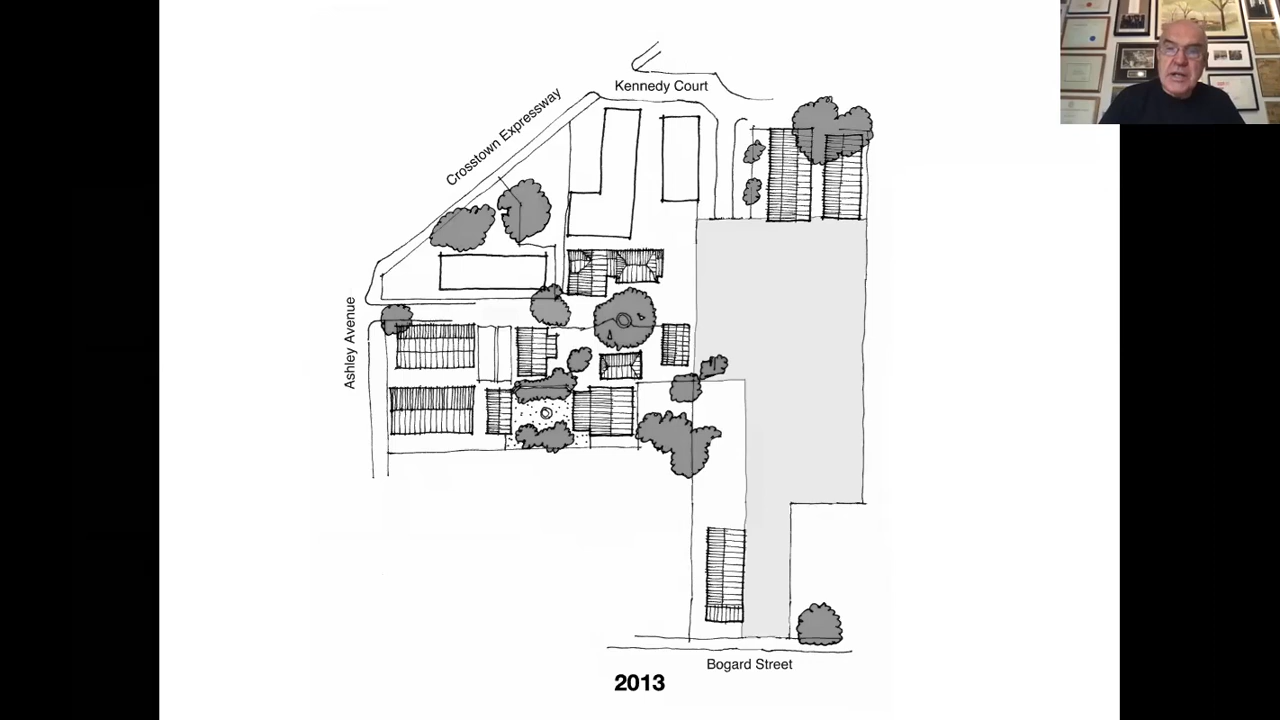 Kennedy Court
Crosstown Expressway
Ashley Avenue
Bogard Street
2013